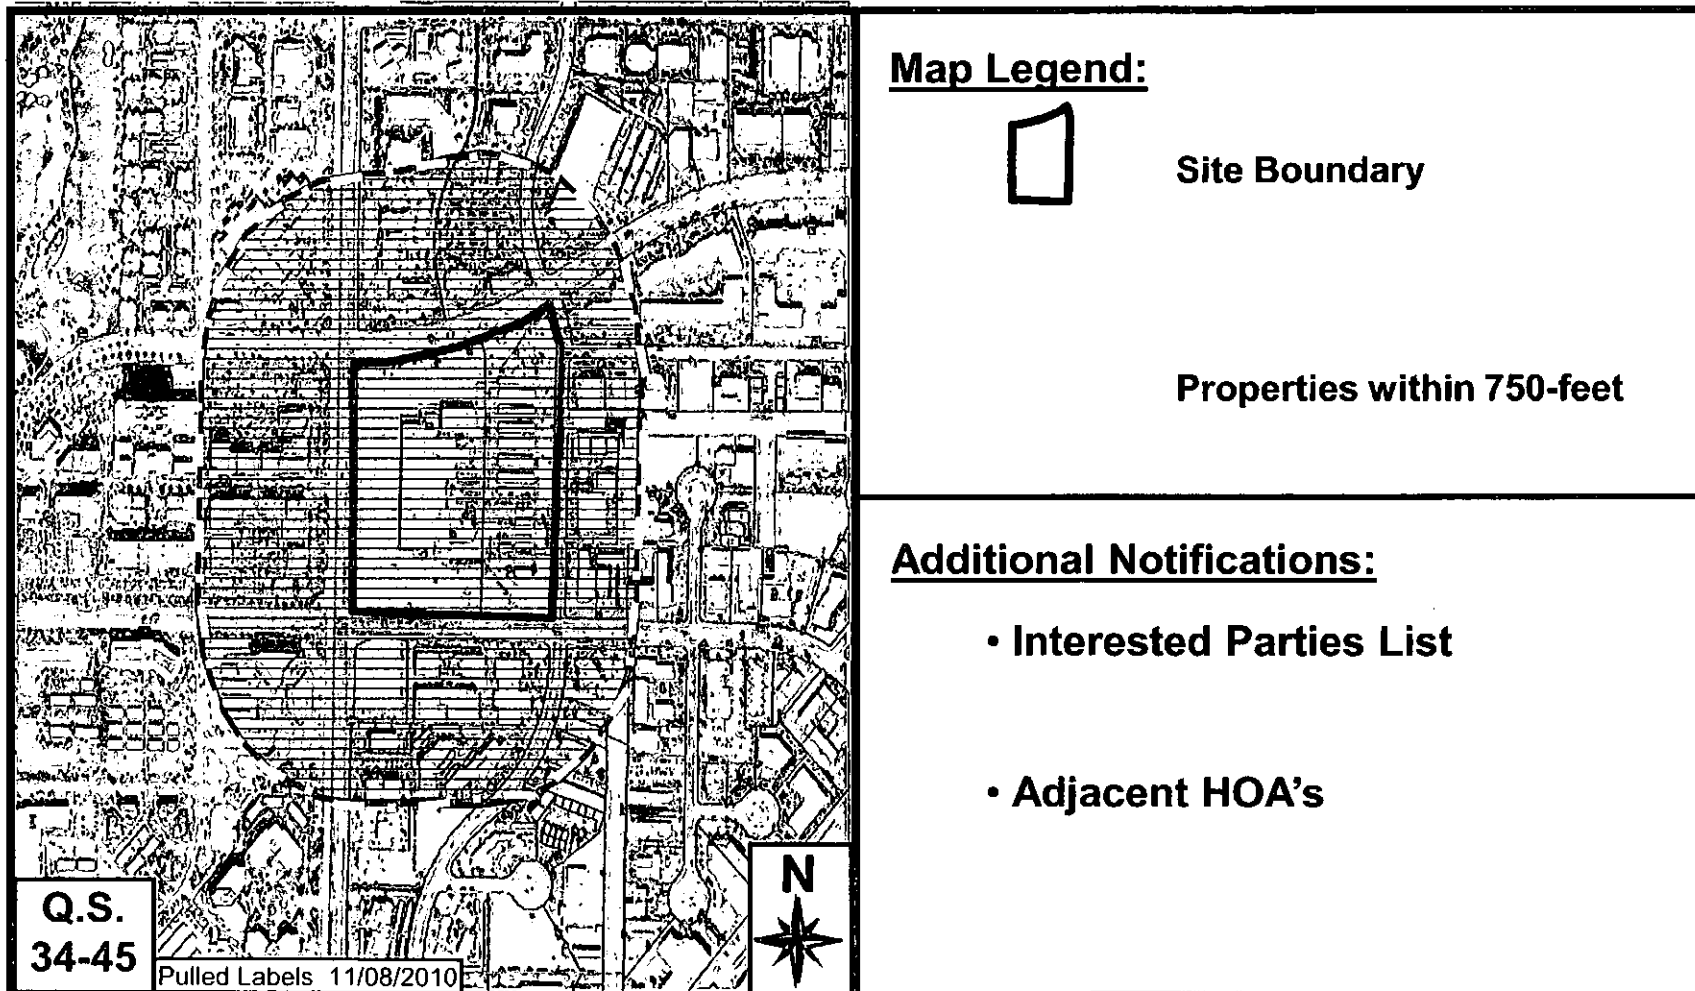 Map Legend:
Site Boundary
Properties within 750-feet
Additional Notifications:
• Interested Parties List
• Adjacent HOA's
Q.S.
34-45
Pulled Labels 11/08/2010
N